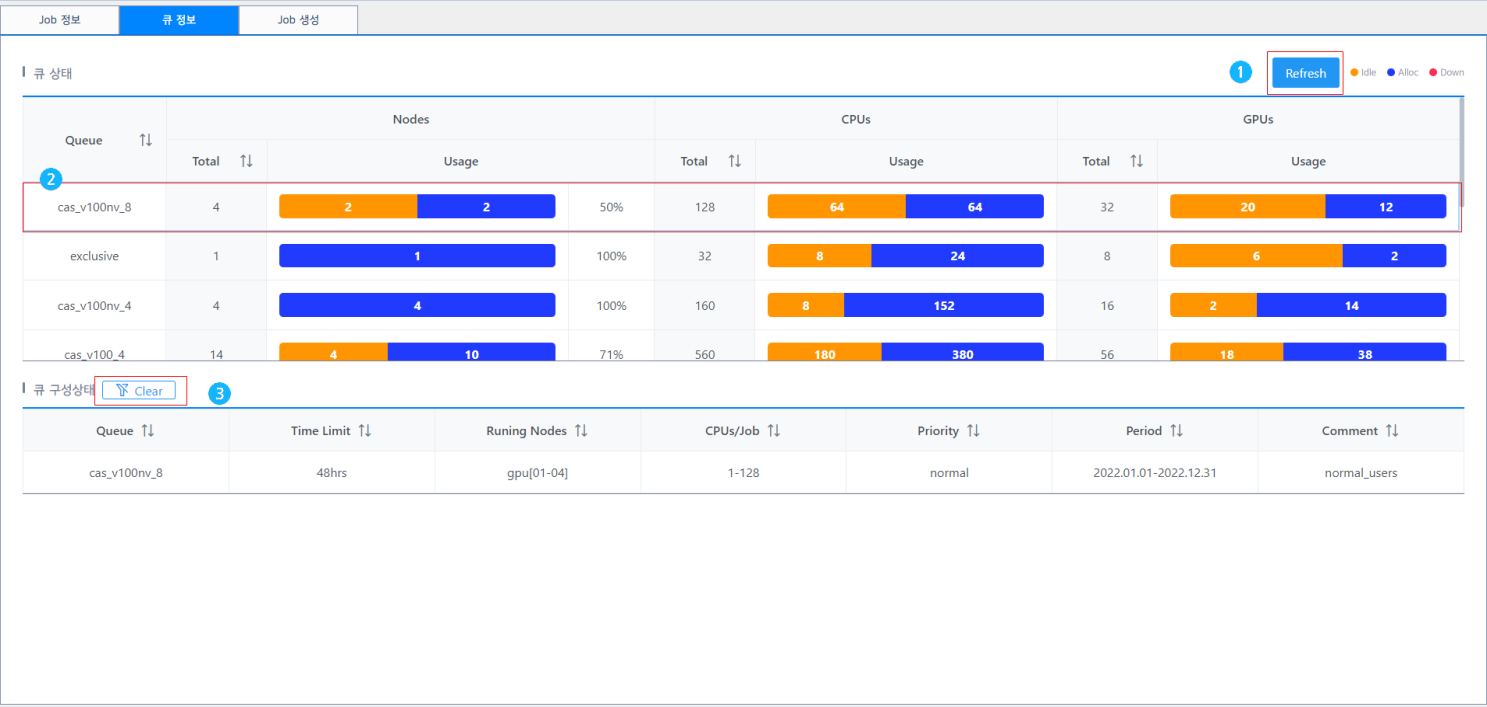 Job 정보 큐 정보 Job 생성
큐 상태 1 Refresh Idle Alloc Down
Queue Nodes CPUs GPUs
Total Usage Total Usage Total Usage
2
cas_v100nv_8 4 2 2 50% 128 64 64 32 20 12
exclusive 1 1 100% 32 8 24 8 6 2
cas_v100nv_4 4 4 100% 160 8 152 16 2 14
cas_v100_4 14 4 10 71% 560 180 380 56 18 38
큐 구성상태 Clear 3
Queue Time Limit Runing Nodes CPUs/Job Priority Period Comment
cas_v100nv_8 48hrs gpu[01-04] 1-128 normal 2022.01.01-2022.12.31 normal_users